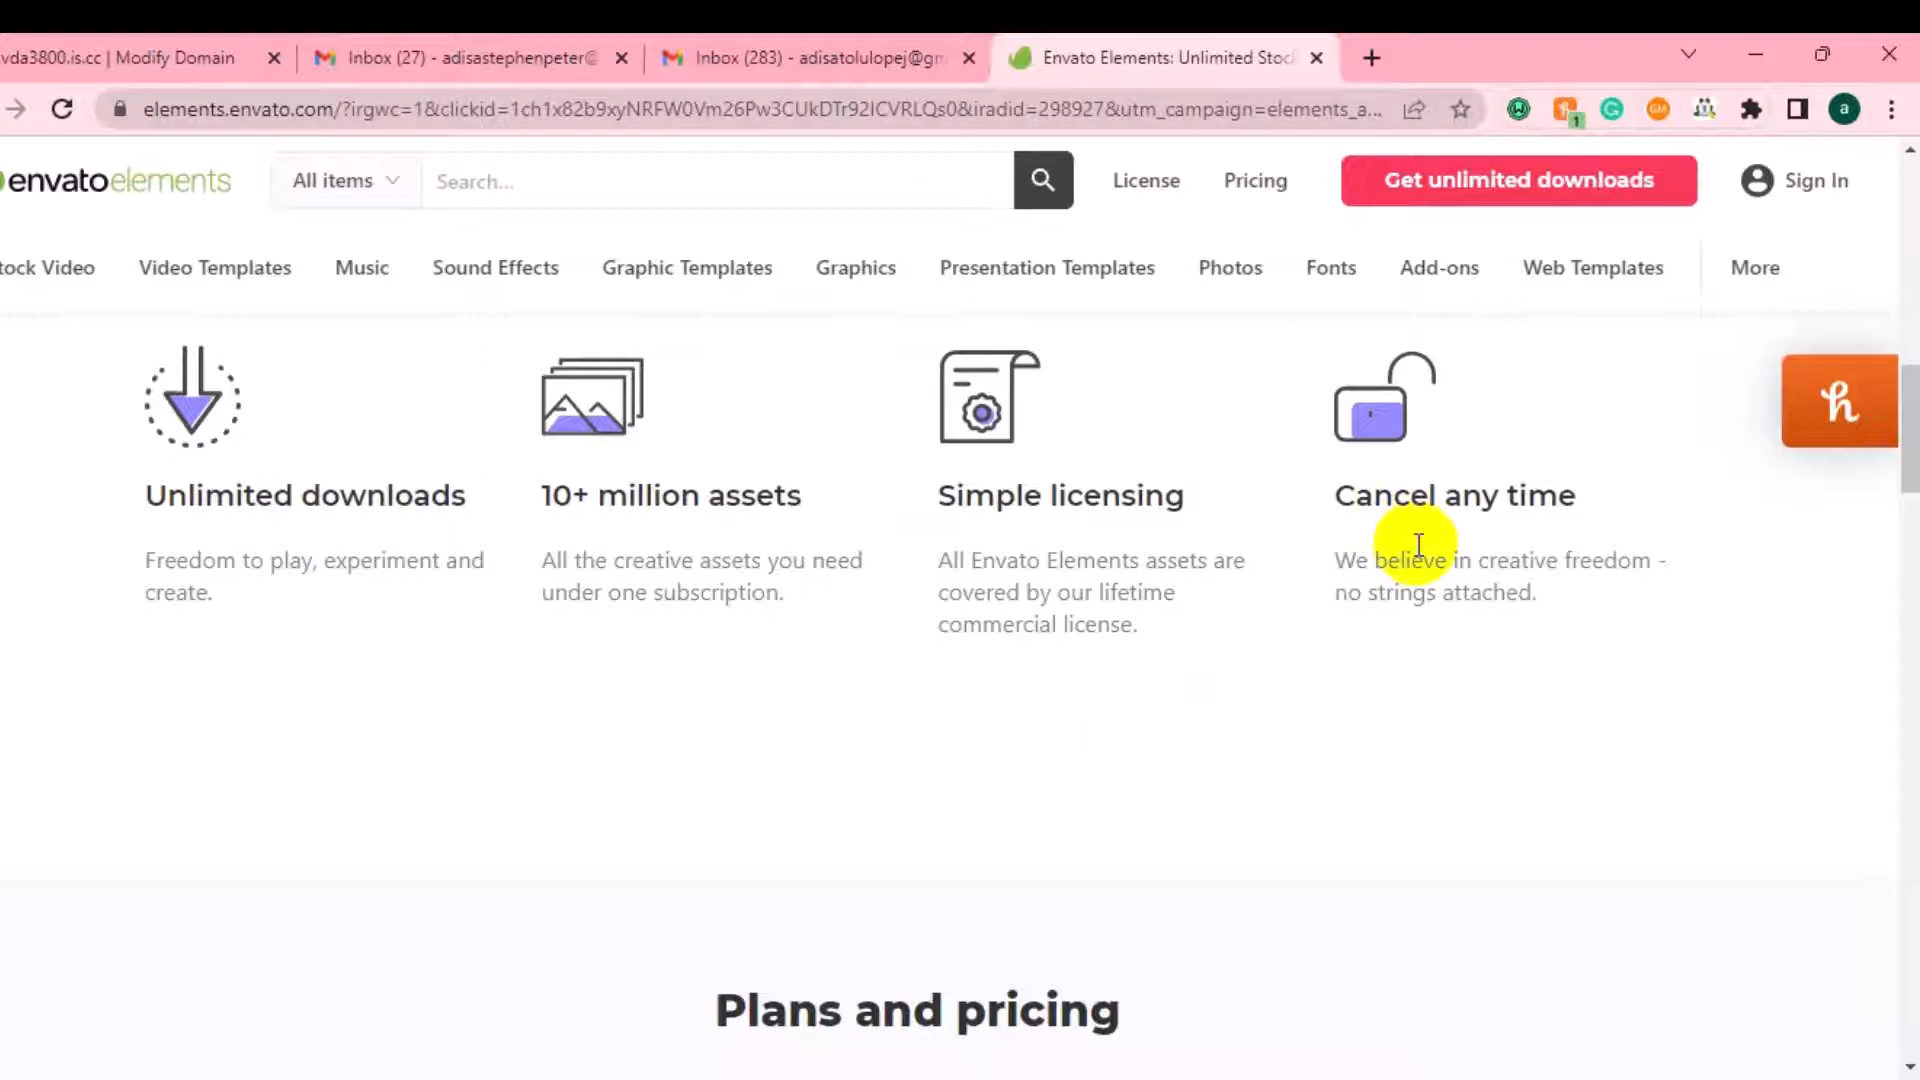 vda3800.is.cc | Modify Domain
Inbox (27) - adisastephenpeter@
Inbox (283) - adisatolulopej@gm
Envato Elements: Unlimited Stoc
elements.envato.com/?irgwc=1&clickid=1ch1x82b9xyNRFW0Vm26Pw3CUkDTr92ICVRLQs0&iradid=298927&utm_campaign=elements_a...
1
a
envatoelements
All items
Search...
License
Pricing
Get unlimited downloads
Sign In
tock Video
Video Templates
Music
Sound Effects
Graphic Templates
Graphics
Presentation Templates
Photos
Fonts
Add-ons
Web Templates
More
Unlimited downloads
Freedom to play, experiment and
create.
10+ million assets
All the creative assets you need
under one subscription.
Simple licensing
All Envato Elements assets are
covered by our lifetime
commercial license.
Cancel any time
We believe in creative freedom -
no strings attached.
Plans and pricing